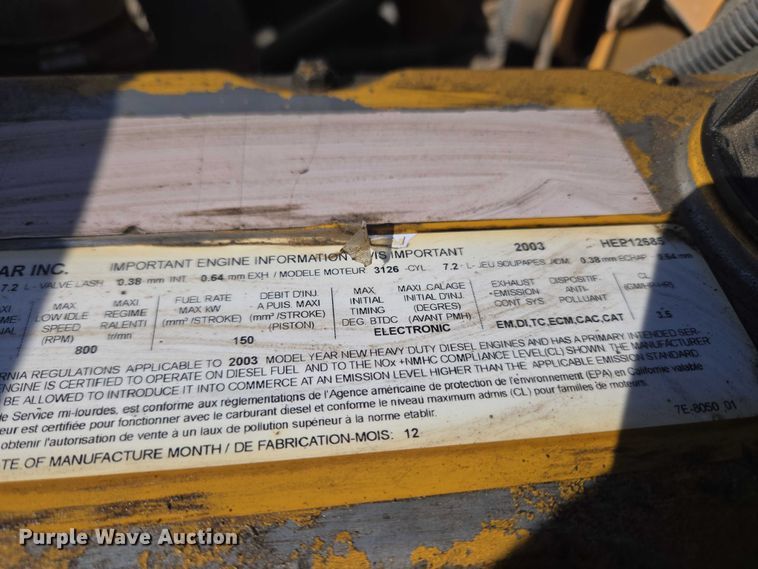 AR INC. IMPORTANT ENGINE INFORMATION IS IMPORTANT 2003 HEP12685
7.2 L - VALVE LASH 0.38 mm INT 0.64 mm EXH / MODELE MOTEUR 3126 -CYL 7.2 - L - JEU SOUPAPES 0.38 mm ECHAP 0.64 mm
MAX. LOW IDLE SPEED (RPM) MAXI REGIME RALENTI tr/mn FUEL RATE MAX kW (mm³/STROKE) DEBIT D'INJ. A PUIS. MAXI (mm³/STROKE) (PISTON) MAX. INITIAL TIMING DEG. BTDC MAXI. CALAGE INITIAL D'INJ (DEGRES) (AVANT PMH) EXHAUST EMISSION CONT SYS DISPOSITIF ANTI- POLLUANT CL
800 150 ELECTRONIC EM,DI,TC,ECM,CAC,CAT
RNIA REGULATIONS APPLICABLE TO 2003 MODEL YEAR NEW HEAVY DUTY DIESEL ENGINES AND HAS A PRIMARY INTENDED SER-
ENGINE IS CERTIFIED TO OPERATE ON DIESEL FUEL AND TO THE NOx +NMHC COMPLIANCE LEVEL(CL) SHOWN. THE MANUFAC-
BE ALLOWED TO INTRODUCE IT INTO COMMERCE AT AN EMISSION LEVEL HIGHER THAN THE APPLICABLE EMISSION STANDARD.
de Service mi-lourdes, est conforme aux réglementations de l'Agence américaine de protection de l'environnement (EPA) en Californie valable
eur est certifié pour fonctionner avec le carburant diesel et conforme le niveau maximum admis (CL) pour familles de moteurs.
obtenir l'autorisation de vente à un laux de pollution supérieur à la norme etablir.
7E-8050 01
TE OF MANUFACTURE MONTH / DE FABRICATION-MOIS: 12
Purple Wave Auction